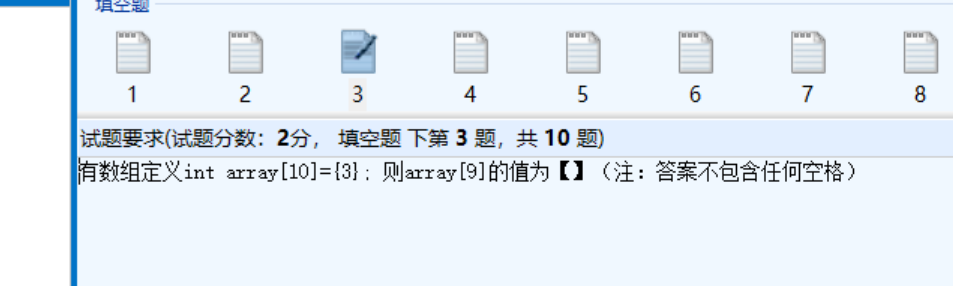 填空题
1 2 3 4 5 6 7 8
试题要求(试题分数：2分， 填空题 下第 3 题，共 10 题)
有数组定义int array[10]={3}；则array[9]的值为【】（注：答案不包含任何空格）